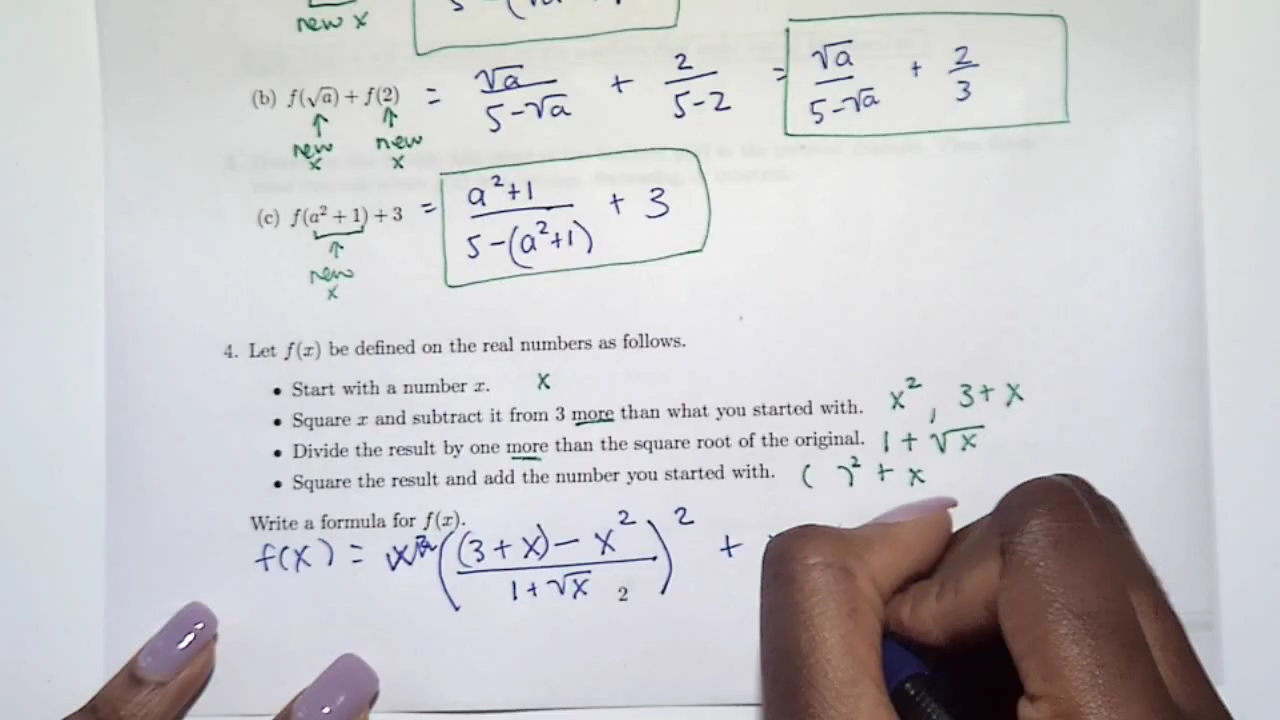 new x
5 - (√a
(b) f(√a) + f(2) = √a / (5 - √a) + 2 / (5 - 2) = √a / (5 - √a) + 2 / 3
new x new x
(c) f(a² + 1) + 3 = (a² + 1) / (5 - (a² + 1)) + 3
new x
4. Let f(x) be defined on the real numbers as follows.
• Start with a number x. x
• Square x and subtract it from 3 more than what you started with. x² , 3 + x
• Divide the result by one more than the square root of the original. 1 + √x
• Square the result and add the number you started with. ( )² + x
Write a formula for f(x).
f(x) = (((3 + x) - x²) / (1 + √x))² +
2